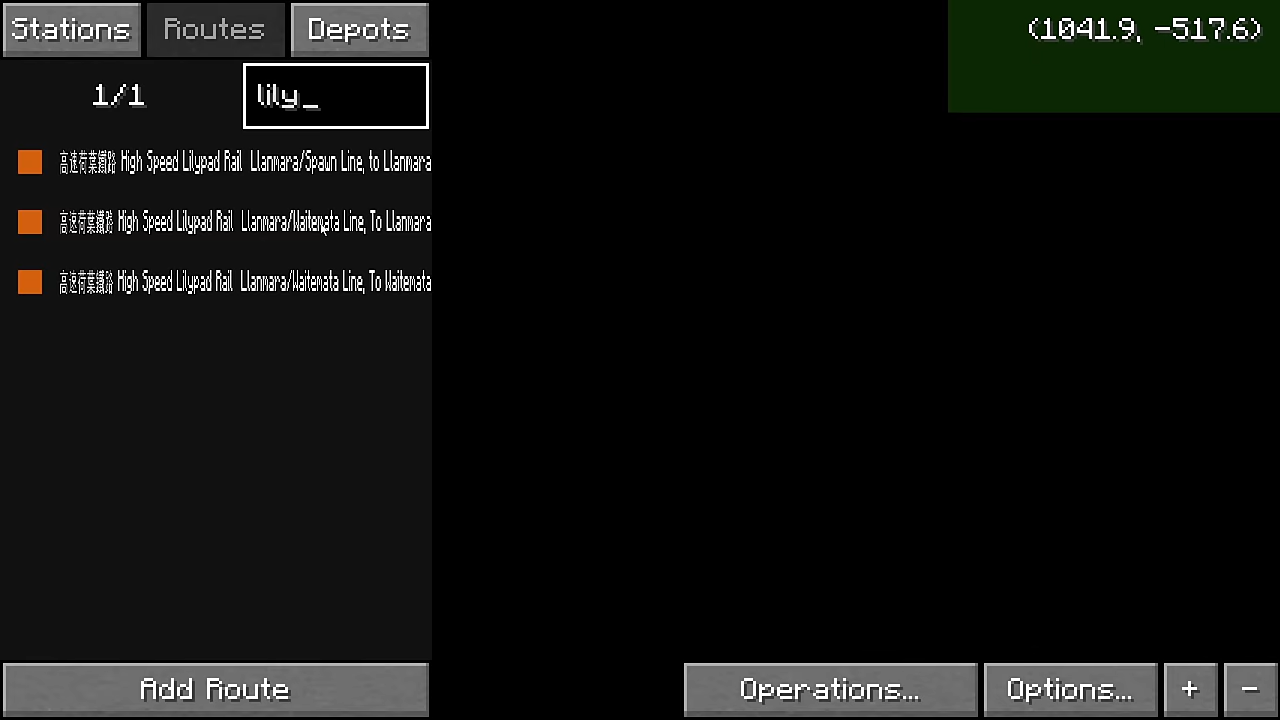 Stations Routes Depots (1041.9, -517.6)
1/1 lily_
高速荷葉鐵路 High Speed Lilypad Rail Llanmara/Spawn Line, to Llanmara
高速荷葉鐵路 High Speed Lilypad Rail Llanmara/Waitemata Line, To Llanmara
高速荷葉鐵路 High Speed Lilypad Rail Llanmara/Waitemata Line, To Waitemata
Add Route Operations... Options... + -